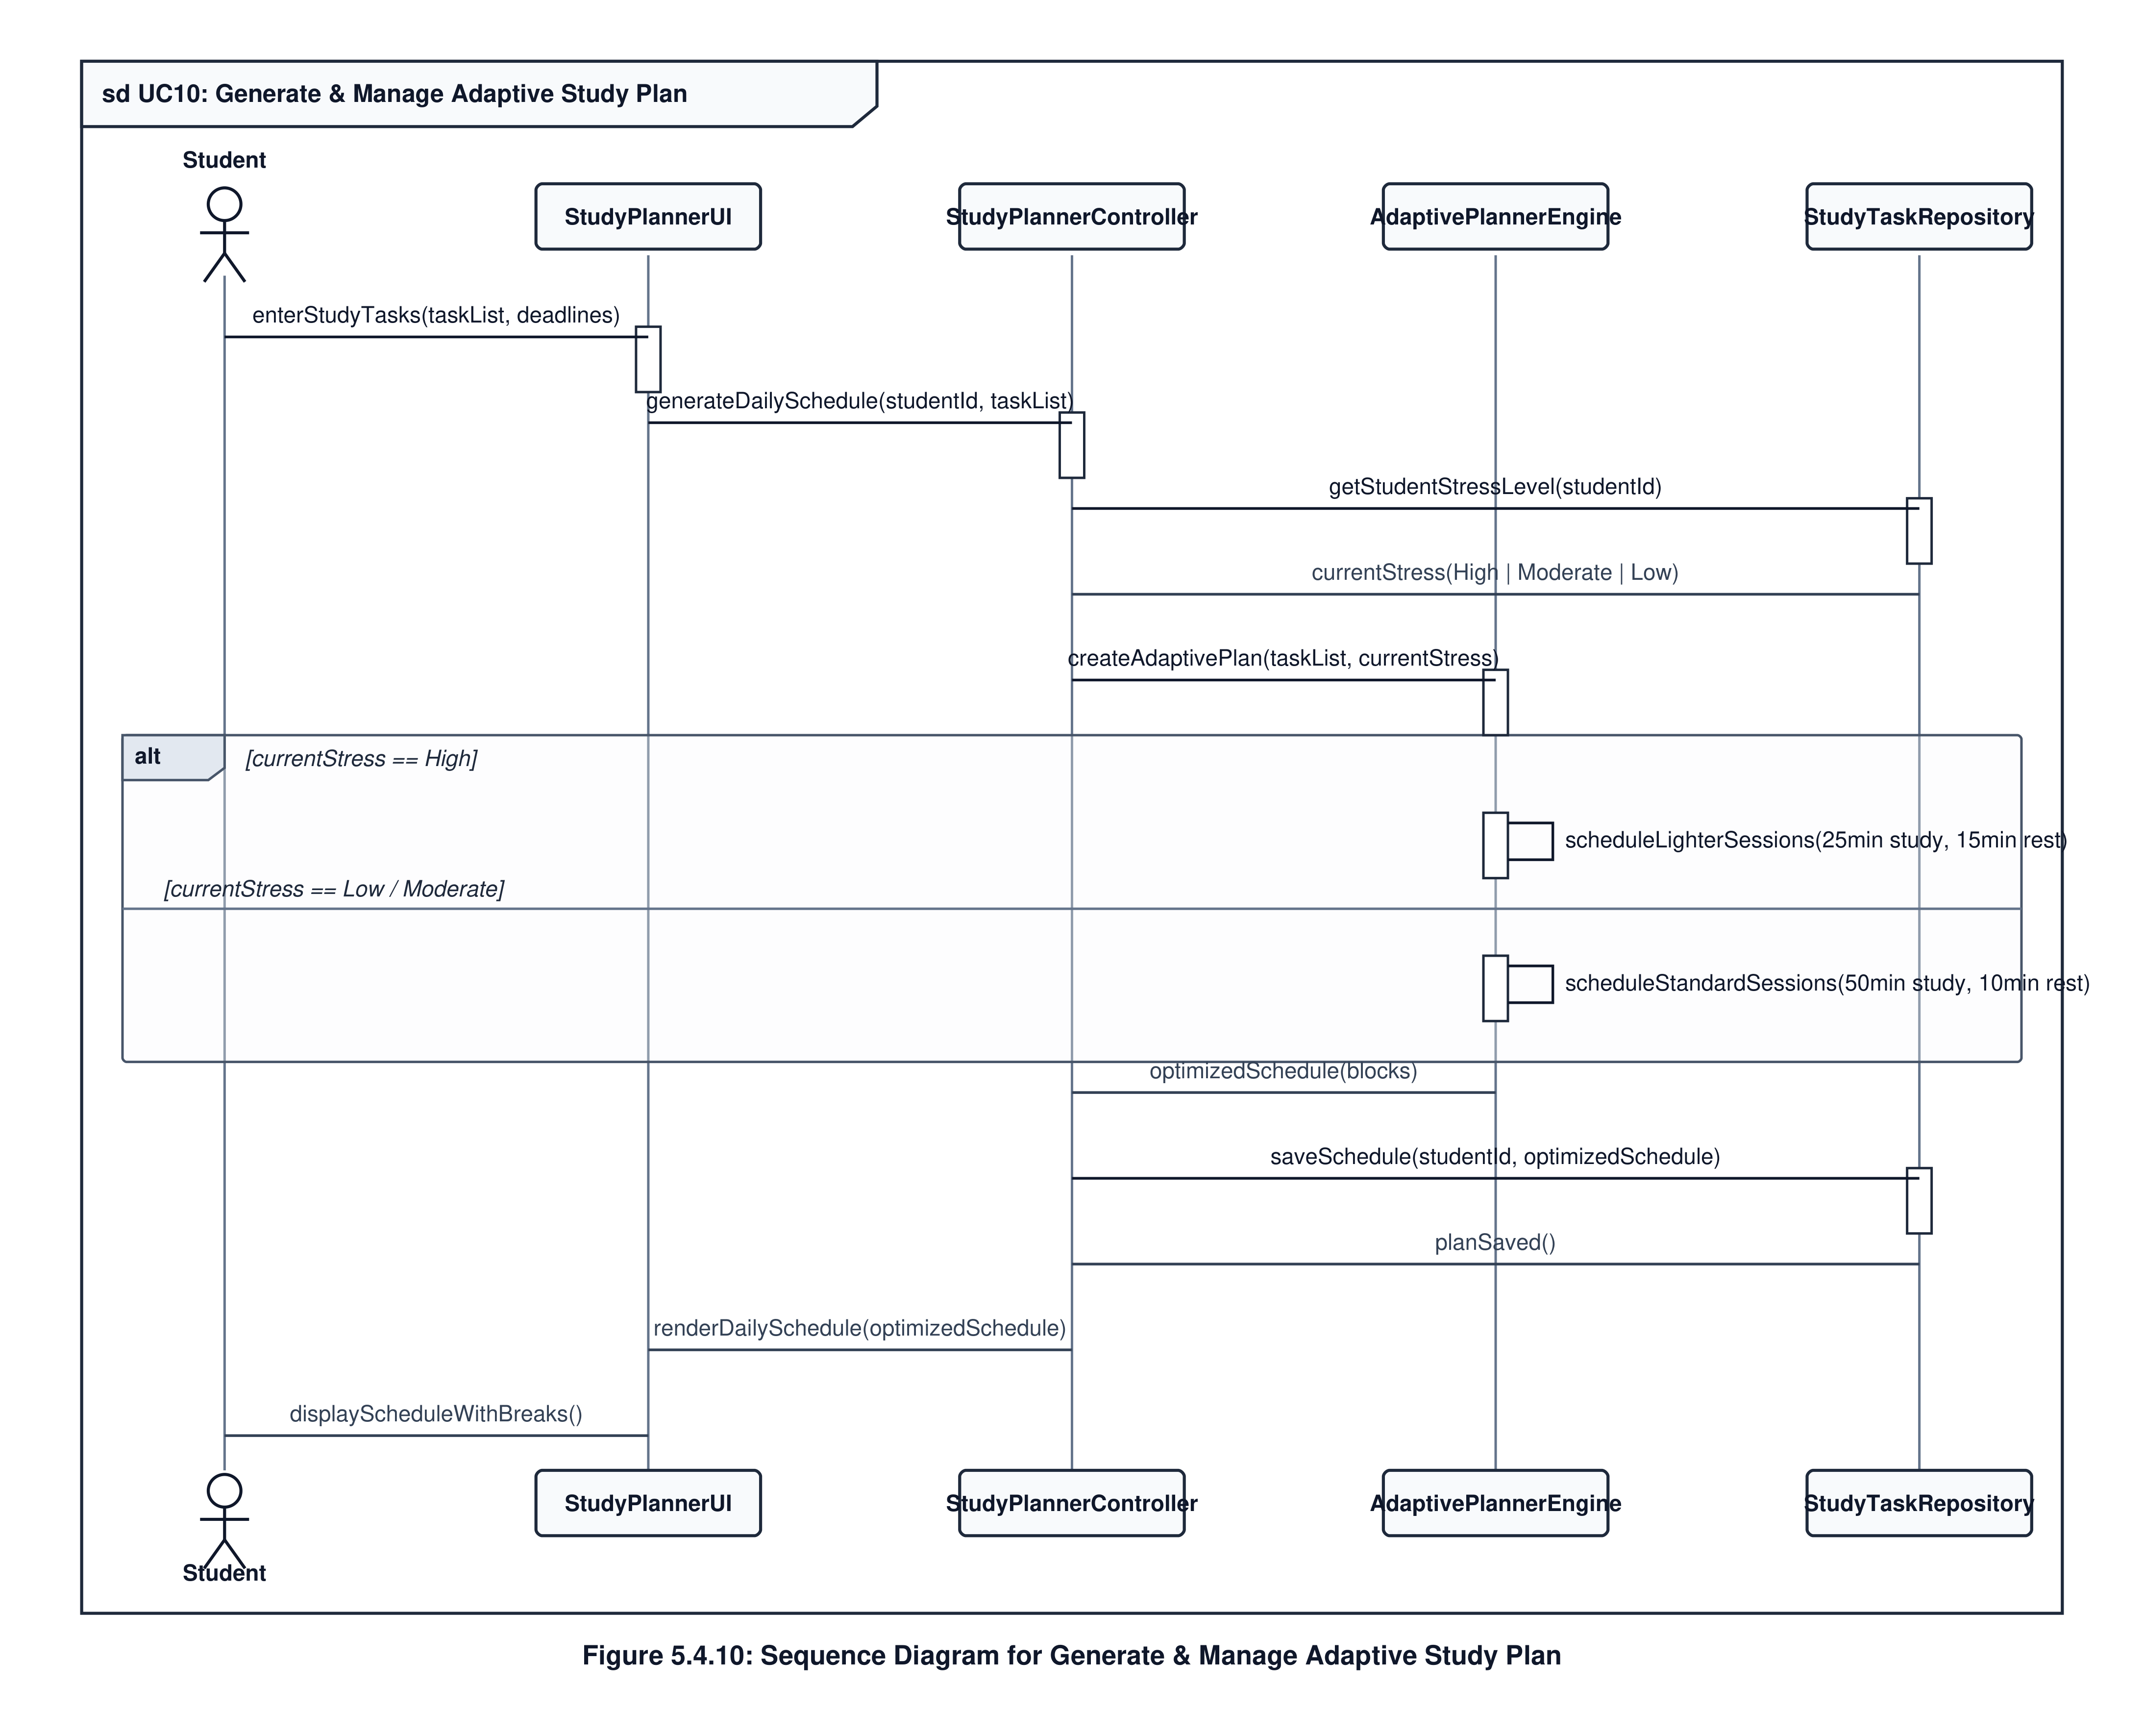 sd UC10: Generate & Manage Adaptive Study Plan
Student
StudyPlannerUI
StudyPlannerController
AdaptivePlannerEngine
StudyTaskRepository
enterStudyTasks(taskList, deadlines)
generateDailySchedule(studentId, taskList)
getStudentStressLevel(studentId)
currentStress(High | Moderate | Low)
createAdaptivePlan(taskList, currentStress)
alt
[currentStress == High]
scheduleLighterSessions(25min study, 15min rest)
[currentStress == Low / Moderate]
scheduleStandardSessions(50min study, 10min rest)
optimizedSchedule(blocks)
saveSchedule(studentId, optimizedSchedule)
planSaved()
renderDailySchedule(optimizedSchedule)
displayScheduleWithBreaks()
StudyPlannerUI
StudyPlannerController
AdaptivePlannerEngine
StudyTaskRepository
Student
Figure 5.4.10: Sequence Diagram for Generate & Manage Adaptive Study Plan